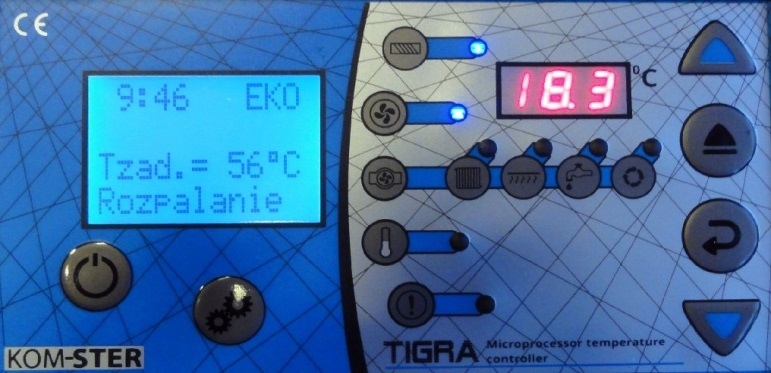 CE
9:46 EKO
Tzad.= 56°C
Rozpalanie
18.3 °C
KOM-STER
TIGRA Microprocessor temperature
controller